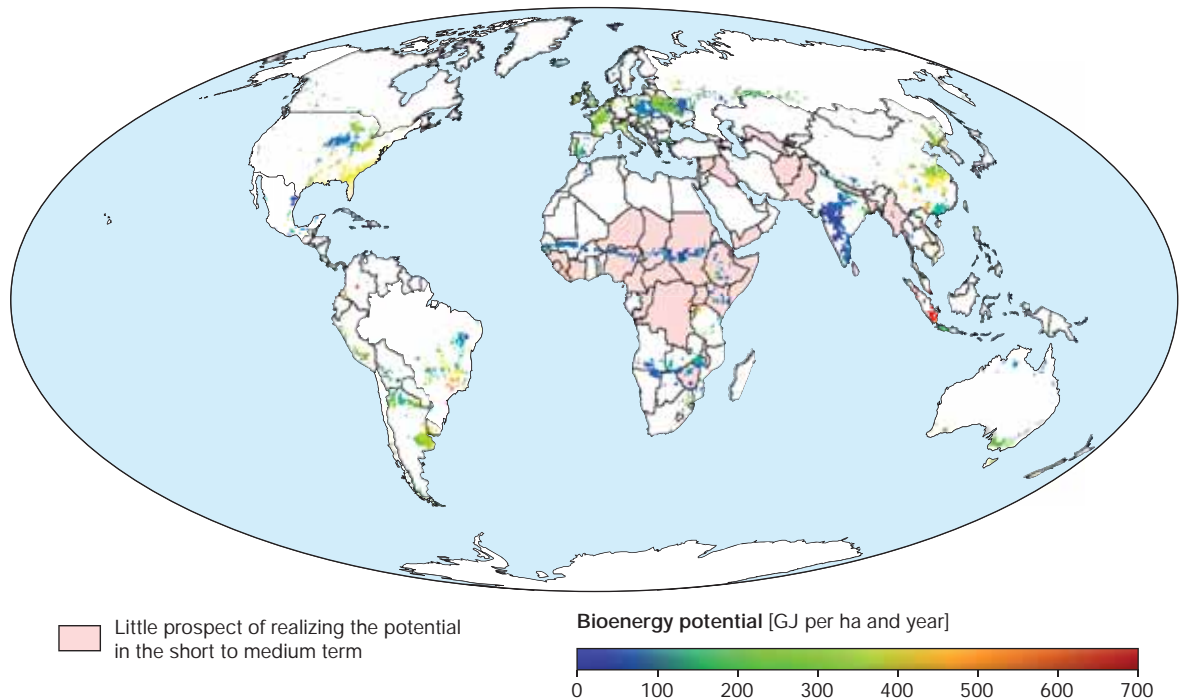 Little prospect of realizing the potential
in the short to medium term
Bioenergy potential [GJ per ha and year]
0 100 200 300 400 500 600 700